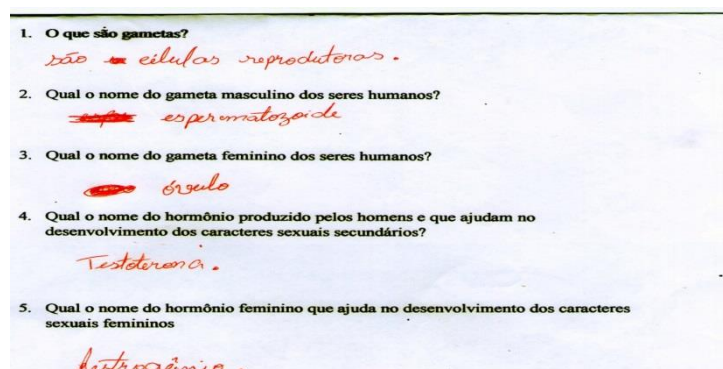 1. O que são gametas?
são células reprodutoras.
2. Qual o nome do gameta masculino dos seres humanos?
esperematozoide
3. Qual o nome do gameta feminino dos seres humanos?
órgulo
4. Qual o nome do hormônio produzido pelos homens e que ajudam no
desenvolvimento dos caracteres sexuais secundários?
Testoterona.
5. Qual o nome do hormônio feminino que ajuda no desenvolvimento dos caracteres
sexuais femininos